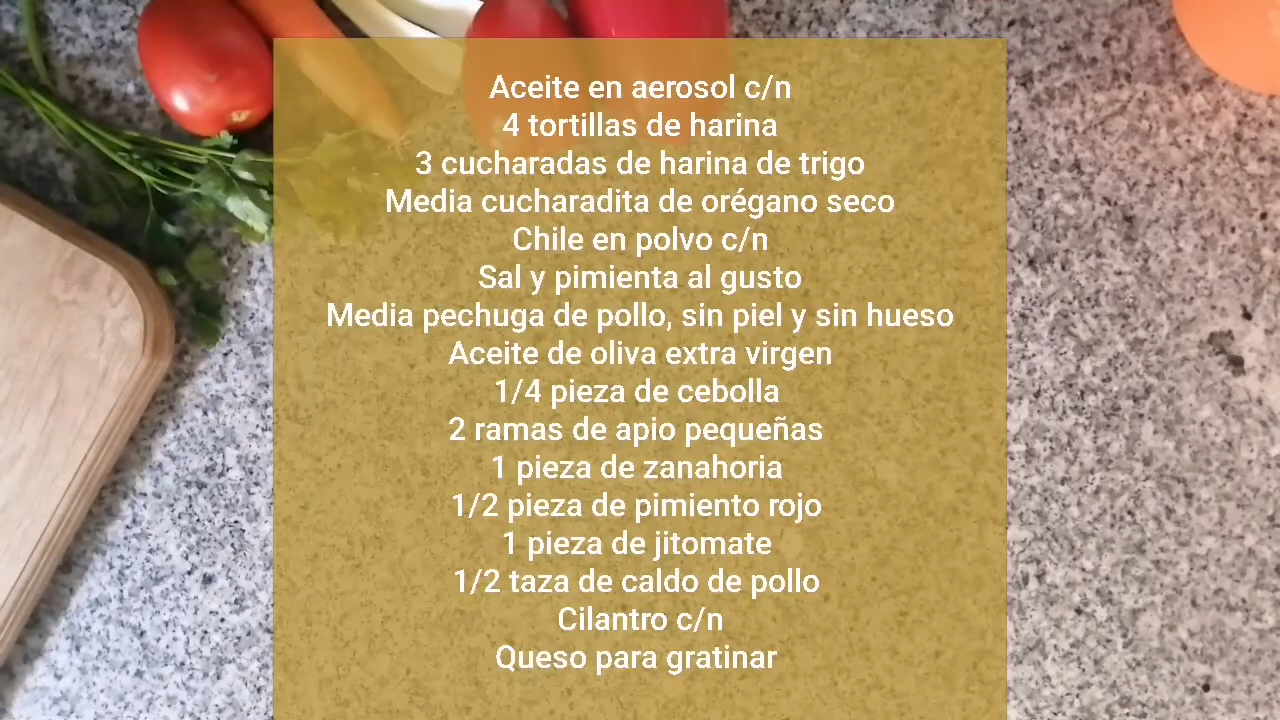 Aceite en aerosol c/n
4 tortillas de harina
3 cucharadas de harina de trigo
Media cucharadita de orégano seco
Chile en polvo c/n
Sal y pimienta al gusto
Media pechuga de pollo, sin piel y sin hueso
Aceite de oliva extra virgen
1/4 pieza de cebolla
2 ramas de apio pequeñas
1 pieza de zanahoria
1/2 pieza de pimiento rojo
1 pieza de jitomate
1/2 taza de caldo de pollo
Cilantro c/n
Queso para gratinar